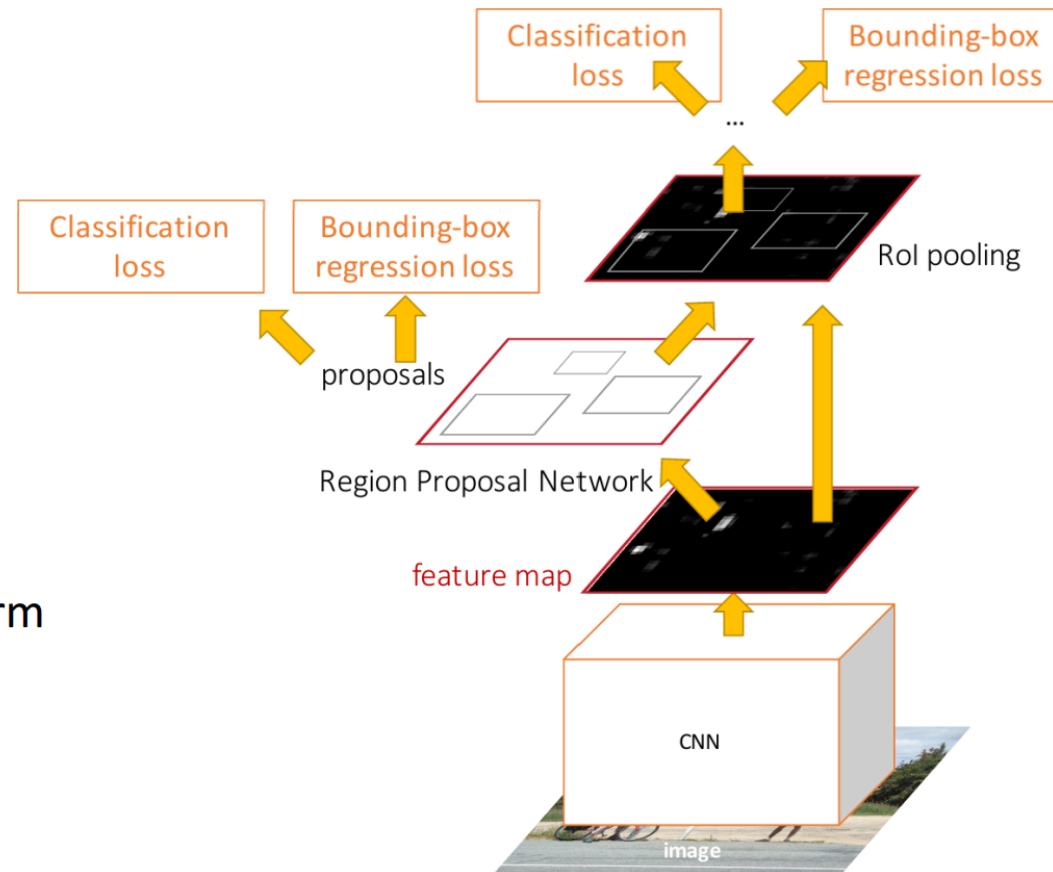 Classification
loss
Bounding-box
regression loss
...
RoI pooling
Classification
loss
Bounding-box
regression loss
proposals
Region Proposal Network
feature map
CNN
image